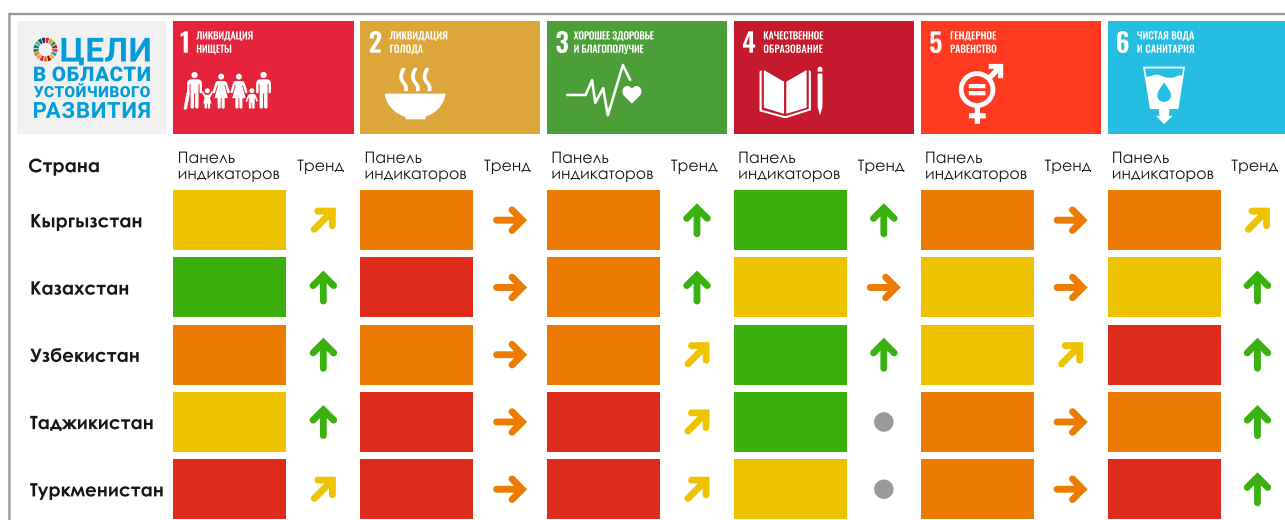 ЦЕЛИ
В ОБЛАСТИ
УСТОЙЧИВОГО
РАЗВИТИЯ
1 ЛИКВИДАЦИЯ
НИЩЕТЫ
2 ЛИКВИДАЦИЯ
ГОЛОДА
3 ХОРОШЕЕ ЗДОРОВЬЕ
И БЛАГОПОЛУЧИЕ
4 КАЧЕСТВЕННОЕ
ОБРАЗОВАНИЕ
5 ГЕНДЕРНОЕ
РАВЕНСТВО
6 ЧИСТАЯ ВОДА
И САНИТАРИЯ
Страна
Панель
индикаторов
Тренд
Панель
индикаторов
Тренд
Панель
индикаторов
Тренд
Панель
индикаторов
Тренд
Панель
индикаторов
Тренд
Панель
индикаторов
Тренд
Кыргызстан
Казахстан
Узбекистан
Таджикистан
Туркменистан